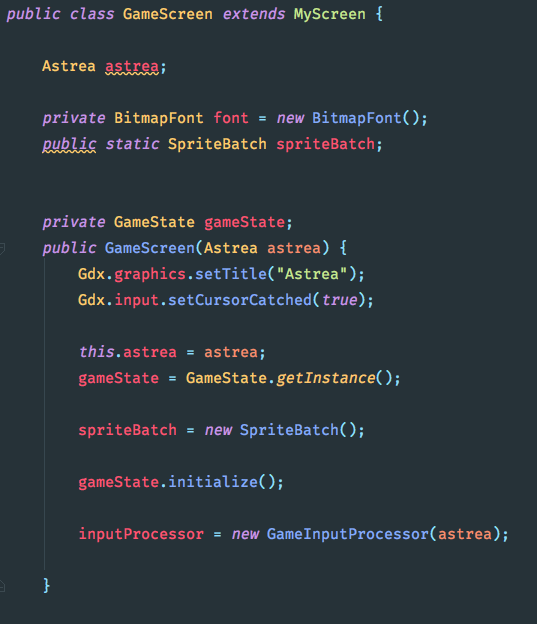 public class GameScreen extends MyScreen {
Astrea astrea;
private BitmapFont font = new BitmapFont();
public static SpriteBatch spriteBatch;
private GameState gameState;
public GameScreen(Astrea astrea) {
Gdx.graphics.setTitle("Astrea");
Gdx.input.setCursorCatched(true);
this.astrea = astrea;
gameState = GameState.getInstance();
spriteBatch = new SpriteBatch();
gameState.initialize();
inputProcessor = new GameInputProcessor(astrea);
}